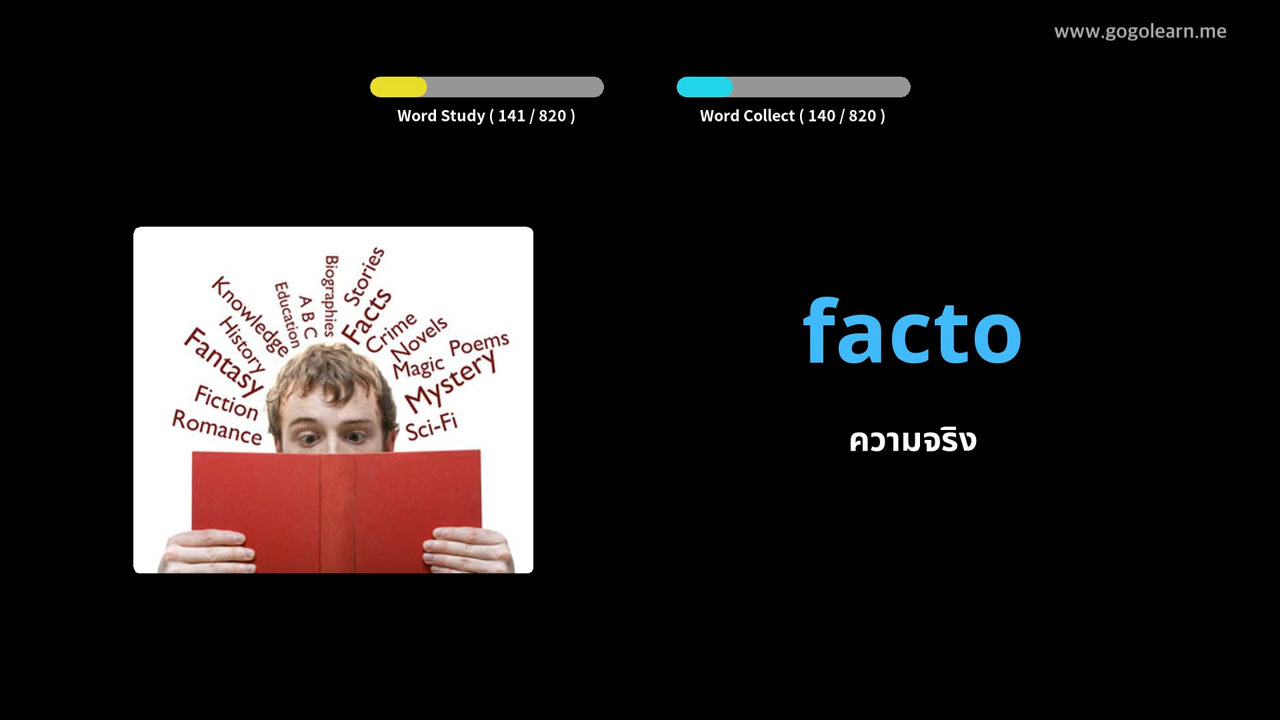 www.gogolearn.me
Word Study ( 141 / 820 )
Word Collect ( 140 / 820 )
Knowledge
Education
A B C
Biographies
Stories
Facts
Crime
Novels
Poems
Magic
Mystery
Sci-Fi
History
Fantasy
Fiction
Romance
facto
ความจริง